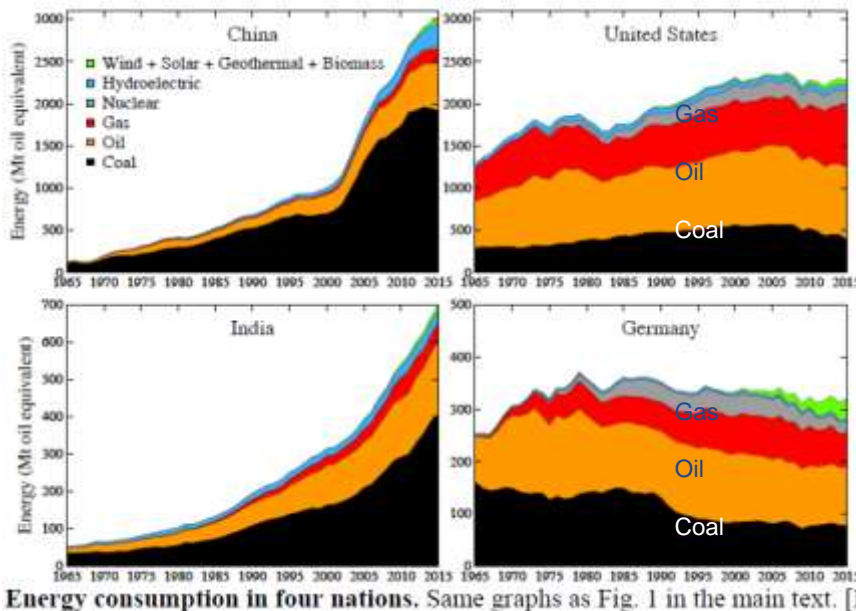 China
United States
Energy (Mt oil equivalent)
3000
2500
2000
1500
1000
500
0
Wind + Solar + Geothermal + Biomass
Hydroelectric
Nuclear
Gas
Oil
Coal
1965 1970 1975 1980 1985 1990 1995 2000 2005 2010 2015
3000
2500
2000
1500
1000
500
0
Gas
Oil
Coal
1965 1970 1975 1980 1985 1990 1995 2000 2005 2010 2015
India
Germany
Energy (Mt oil equivalent)
700
600
500
400
300
200
100
0
1965 1970 1975 1980 1985 1990 1995 2000 2005 2010 2015
500
400
300
200
100
0
Gas
Oil
Coal
1965 1970 1975 1980 1985 1990 1995 2000 2005 2010 2015
Energy consumption in four nations. Same graphs as Fig. 1 in the main text. [